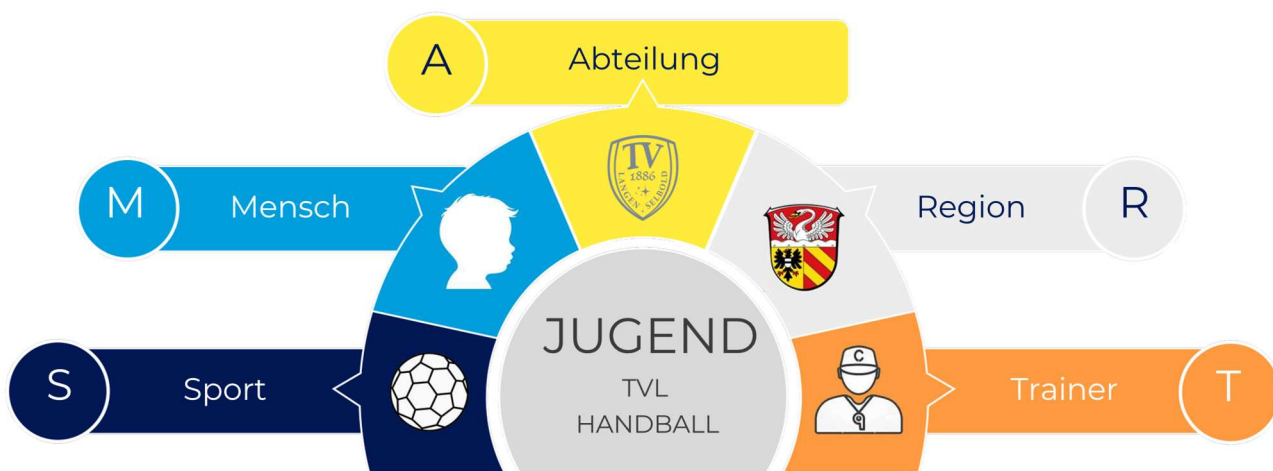 A
Abteilung
TV
1886
LANGEN · SELBOLD
M
Mensch
Region
R
S
Sport
JUGEND
TVL
HANDBALL
C
Trainer
T